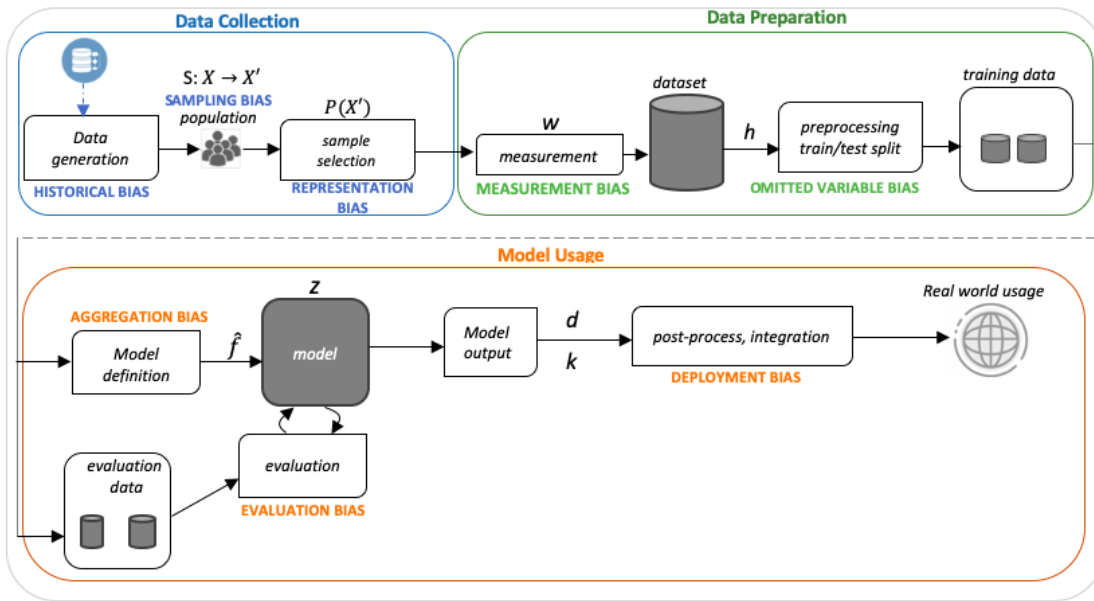 Data Collection
Data Preparation
S: X → X′
SAMPLING BIAS
population
Data
generation
HISTORICAL BIAS
P(X′)
sample
selection
REPRESENTATION
BIAS
w
measurement
MEASUREMENT BIAS
dataset
h
preprocessing
train/test split
OMITTED VARIABLE BIAS
training data
Model Usage
AGGREGATION BIAS
Model
definition
f̂
z
model
Model
output
d
k
post-process, integration
DEPLOYMENT BIAS
Real world usage
evaluation
data
evaluation
EVALUATION BIAS